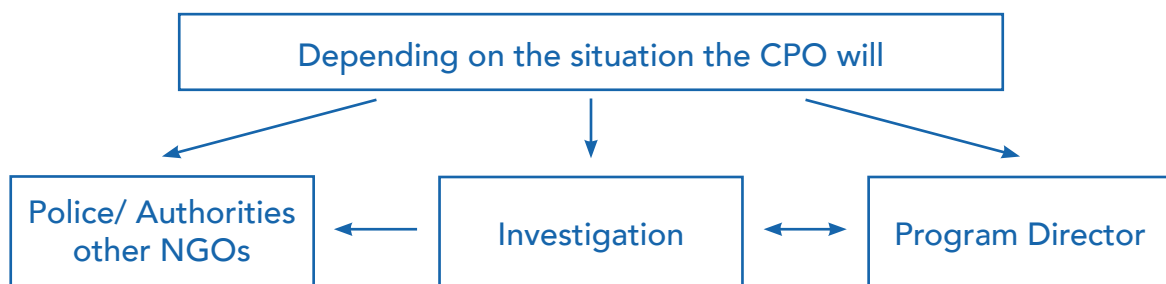 Depending on the situation the CPO will
Police/ Authorities
other NGOs
Investigation
Program Director